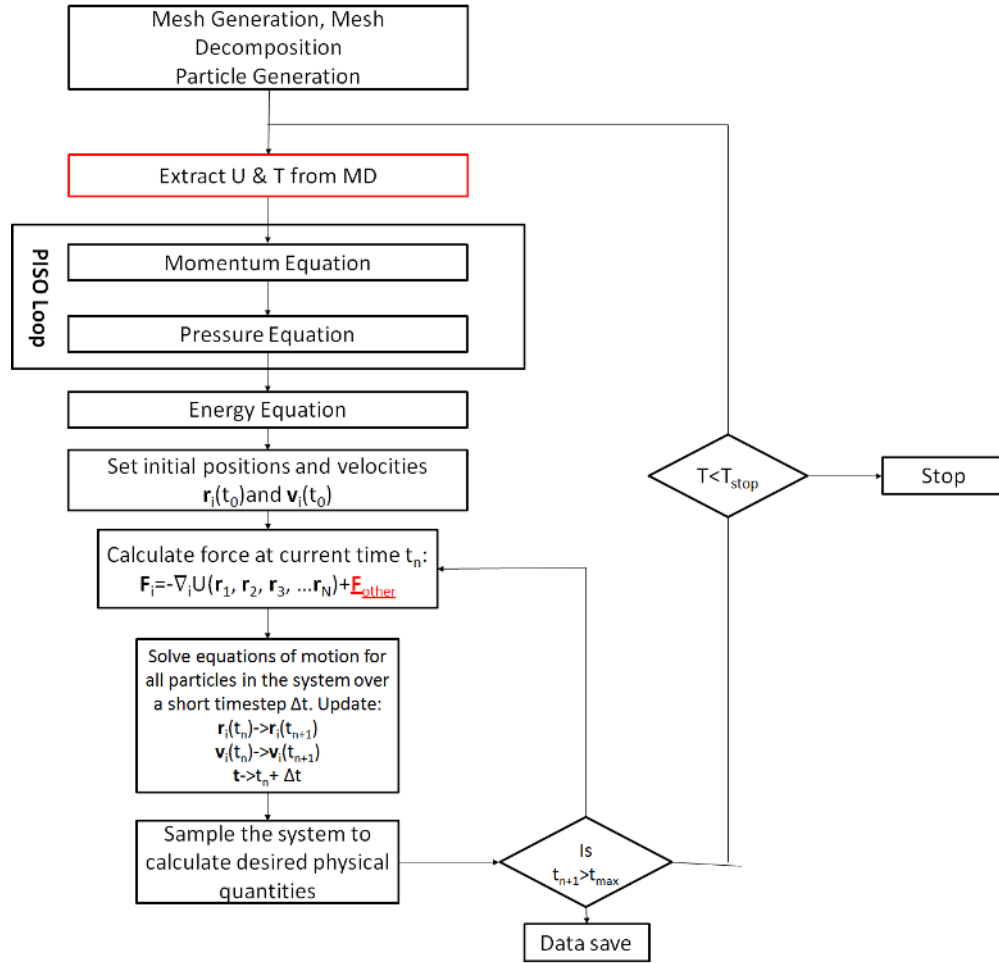 Mesh Generation, Mesh
Decomposition
Particle Generation
Extract U & T from MD
PISO Loop
Momentum Equation
Pressure Equation
Energy Equation
Set initial positions and velocities
rᵢ(t₀)and vᵢ(t₀)
T<T_stop
Stop
Calculate force at current time tₙ:
Fᵢ=-∇ᵢU(r₁, r₂, r₃, ...r_N)+F_other
Solve equations of motion for
all particles in the system over
a short timestep Δt. Update:
rᵢ(tₙ)->rᵢ(tₙ₊₁)
vᵢ(tₙ)->vᵢ(tₙ₊₁)
t->tₙ+ Δt
Sample the system to
calculate desired physical
quantities
Is
tₙ₊₁>t_max
Data save